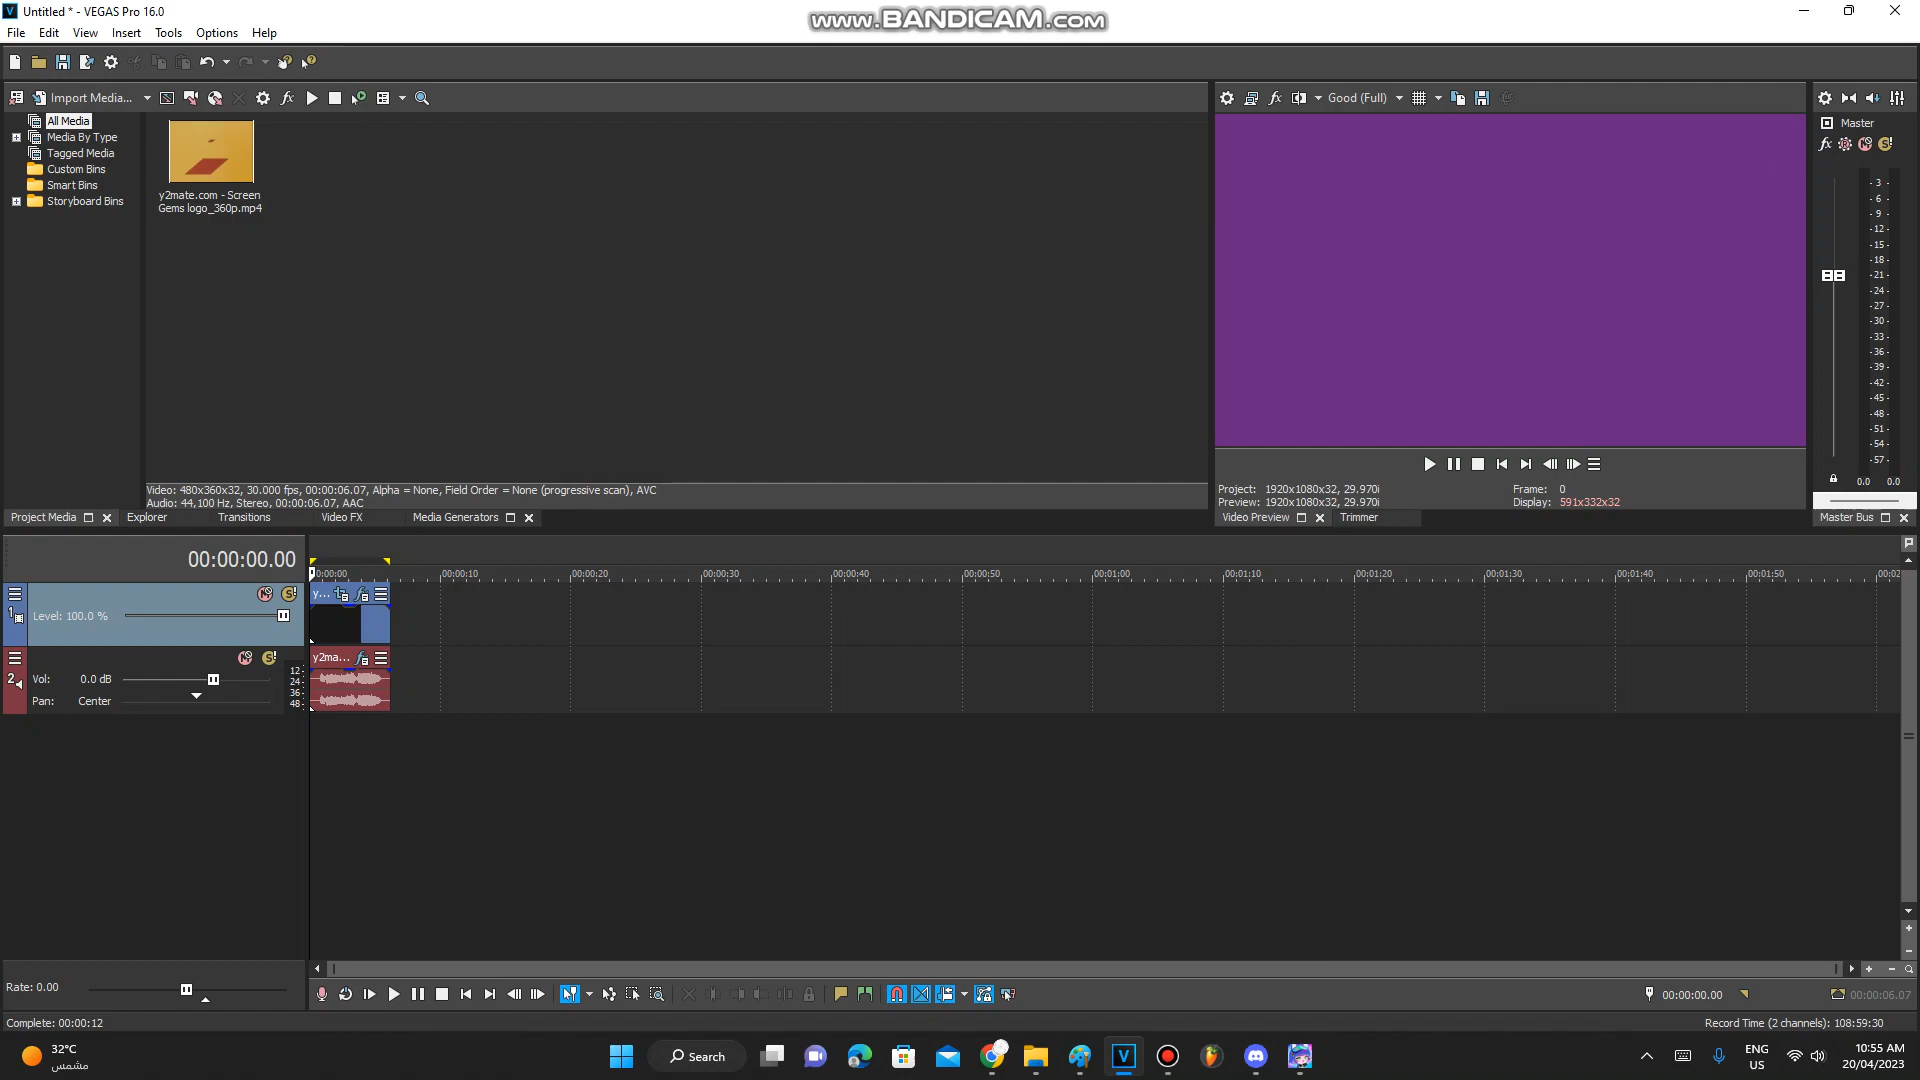 Untitled * - VEGAS Pro 16.0
www.BANDICAM.com
File Edit View Insert Tools Options Help
Import Media...
Good (Full)
All Media
Media By Type
Tagged Media
Custom Bins
Smart Bins
Storyboard Bins
y2mate.com - Screen
Gems logo_360p.mp4
Master
3
6
9
12
15
18
21
24
27
30
33
36
39
42
45
48
51
54
57
0.0 0.0
Video: 480x360x32, 30.000 fps, 00:00:06.07, Alpha = None, Field Order = None (progressive scan), AVC
Audio: 44,100 Hz, Stereo, 00:00:06.07, AAC
Project: 1920x1080x32, 29.970i
Frame: 0
Preview: 1920x1080x32, 29.970i
Display: 591x332x32
Project Media Explorer Transitions Video FX Media Generators
Video Preview Trimmer
Master Bus
00:00:00.00
0:00:00 00:00:10 00:00:20 00:00:30 00:00:40 00:00:50 00:01:00 00:01:10 00:01:20 00:01:30 00:01:40 00:01:50 00:02
1
Level: 100.0 %
y...
2
Vol: 0.0 dB
Pan: Center
12
24
36
48
y2ma...
Rate: 0.00
00:00:00.00
00:00:06.07
Complete: 00:00:12
Record Time (2 channels): 108:59:30
32°C
مشمس
Search
ENG
US
10:55 AM
20/04/2023